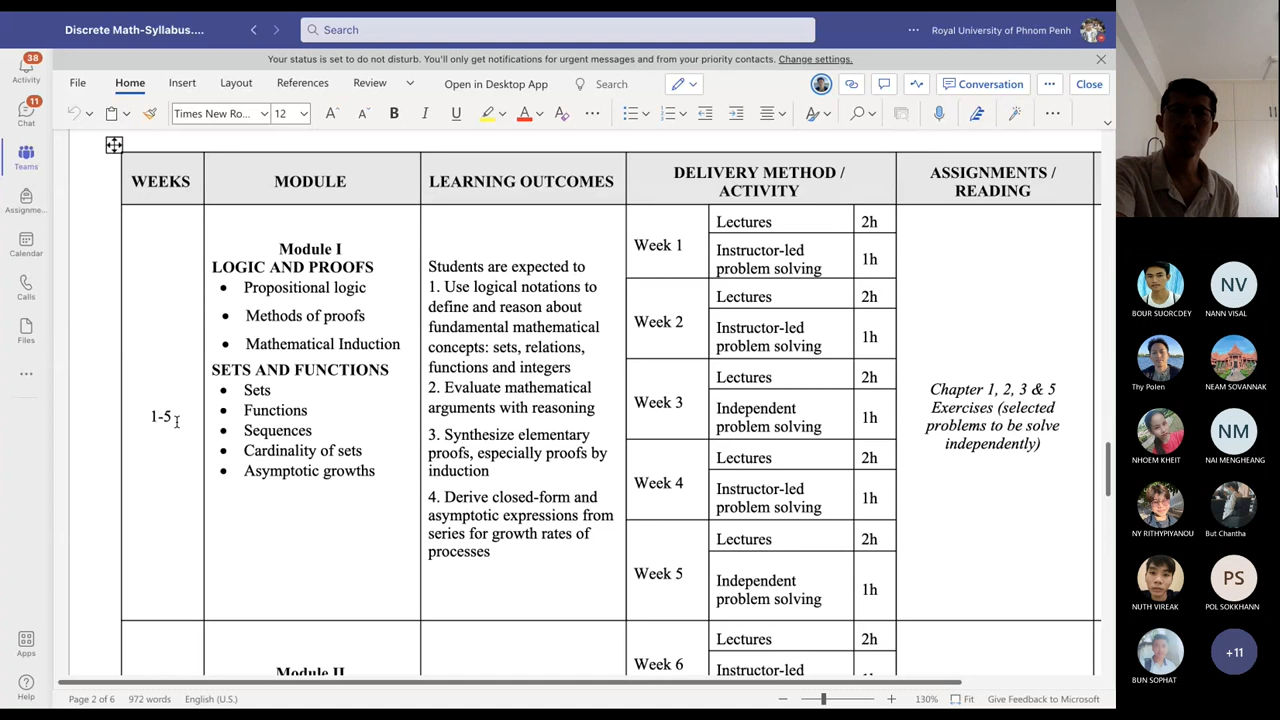 Discrete Math-Syllabus....
Search
Royal University of Phnom Penh
Your status is set to do not disturb. You'll only get notifications for urgent messages and from your priority contacts. Change settings.
38
Activity
11
Chat
Teams
Assignme...
Calendar
Calls
Files
Apps
Help
File
Home
Insert
Layout
References
Review
Open in Desktop App
Search
Conversation
Close
Times New Ro...
12
WEEKS
MODULE
LEARNING OUTCOMES
DELIVERY METHOD /
ACTIVITY
ASSIGNMENTS /
READING
1-5
Module I
LOGIC AND PROOFS
Propositional logic
Methods of proofs
Mathematical Induction
SETS AND FUNCTIONS
Sets
Functions
Sequences
Cardinality of sets
Asymptotic growths
Students are expected to
1. Use logical notations to
define and reason about
fundamental mathematical
concepts: sets, relations,
functions and integers
2. Evaluate mathematical
arguments with reasoning
3. Synthesize elementary
proofs, especially proofs by
induction
4. Derive closed-form and
asymptotic expressions from
series for growth rates of
processes
Week 1
Lectures
2h
Instructor-led
problem solving
1h
Week 2
Lectures
2h
Instructor-led
problem solving
1h
Week 3
Lectures
2h
Independent
problem solving
1h
Week 4
Lectures
2h
Instructor-led
problem solving
1h
Week 5
Lectures
2h
Independent
problem solving
1h
Chapter 1, 2, 3 & 5
Exercises (selected
problems to be solve
independently)
Module II
Week 6
Lectures
2h
Instructor-led
Page 2 of 6
972 words
English (U.S.)
130%
Fit
Give Feedback to Microsoft
BOUR SUORCDEY
NV
NANN VISAL
Thy Polen
NEAM SOVANNAK
NHOEM KHEIT
NM
NAI MENGHEANG
NY RITHYPIYANOU
But Chantha
NUTH VIREAK
PS
POL SOKKHANN
BUN SOPHAT
+11